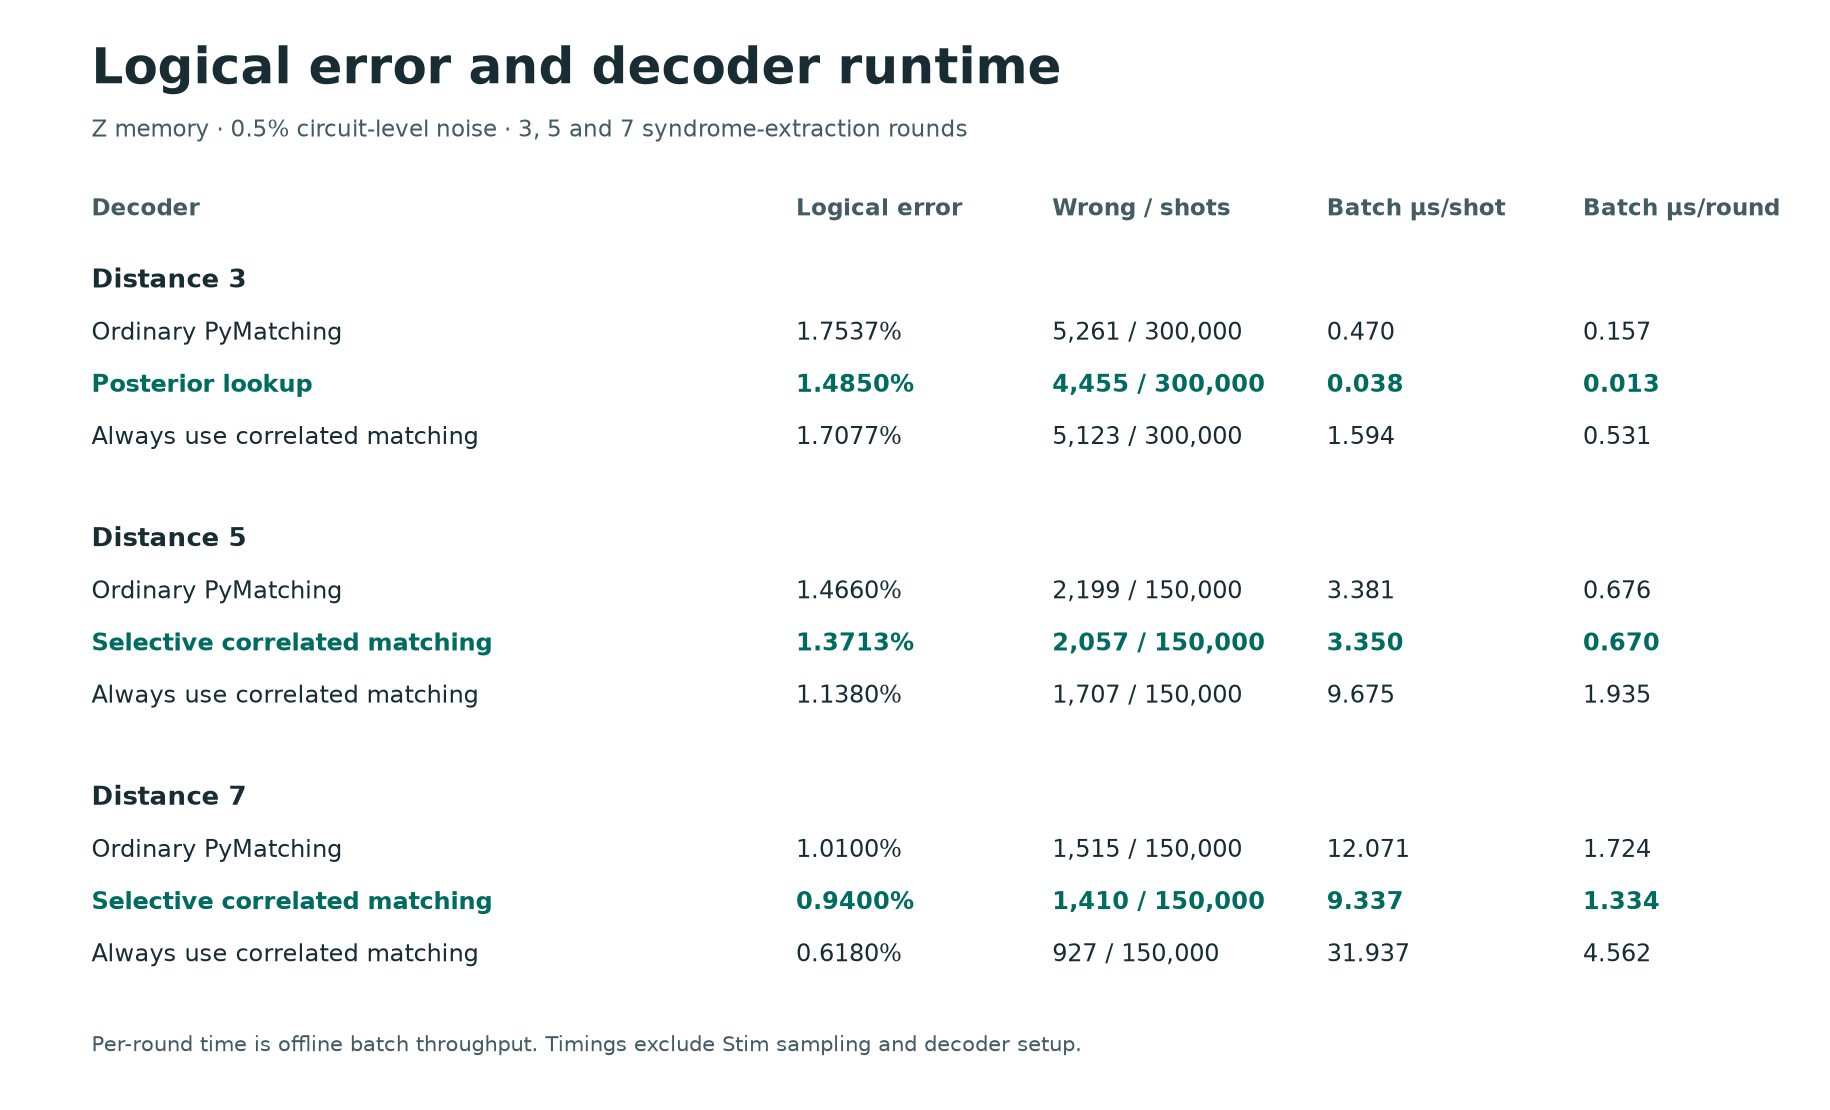 Logical error and decoder runtime
Z memory · 0.5% circuit-level noise · 3, 5 and 7 syndrome-extraction rounds
Decoder Logical error Wrong / shots Batch µs/shot Batch µs/round
Distance 3
Ordinary PyMatching 1.7537% 5,261 / 300,000 0.470 0.157
Posterior lookup 1.4850% 4,455 / 300,000 0.038 0.013
Always use correlated matching 1.7077% 5,123 / 300,000 1.594 0.531
Distance 5
Ordinary PyMatching 1.4660% 2,199 / 150,000 3.381 0.676
Selective correlated matching 1.3713% 2,057 / 150,000 3.350 0.670
Always use correlated matching 1.1380% 1,707 / 150,000 9.675 1.935
Distance 7
Ordinary PyMatching 1.0100% 1,515 / 150,000 12.071 1.724
Selective correlated matching 0.9400% 1,410 / 150,000 9.337 1.334
Always use correlated matching 0.6180% 927 / 150,000 31.937 4.562
Per-round time is offline batch throughput. Timings exclude Stim sampling and decoder setup.